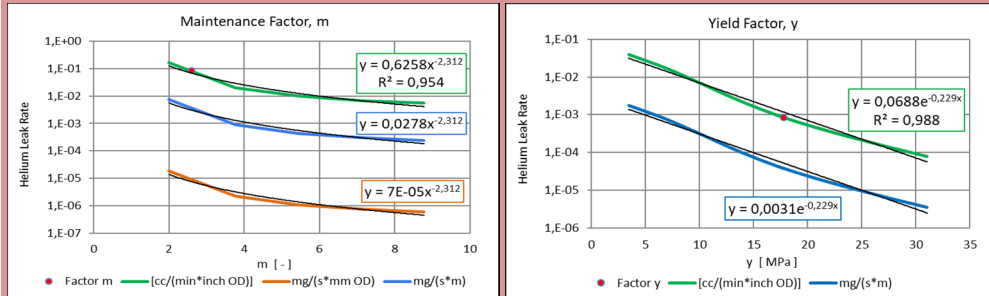 Maintenance Factor, m
Helium Leak Rate
1,E+00
1,E-01
1,E-02
1,E-03
1,E-04
1,E-05
1,E-06
1,E-07
y = 0,6258x^-2,312
R² = 0,954
y = 0,0278x^-2,312
y = 7E-05x^-2,312
0 2 4 6 8 10
m [ - ]
Factor m [cc/(min*inch OD)] mg/(s*mm OD) mg/(s*m)
Yield Factor, y
Helium Leak Rate
1,E-01
1,E-02
1,E-03
1,E-04
1,E-05
1,E-06
y = 0,0688e^-0,229x
R² = 0,988
y = 0,0031e^-0,229x
0 5 10 15 20 25 30 35
y [ MPa]
Factor y [cc/(min*inch OD)] mg/(s*m)